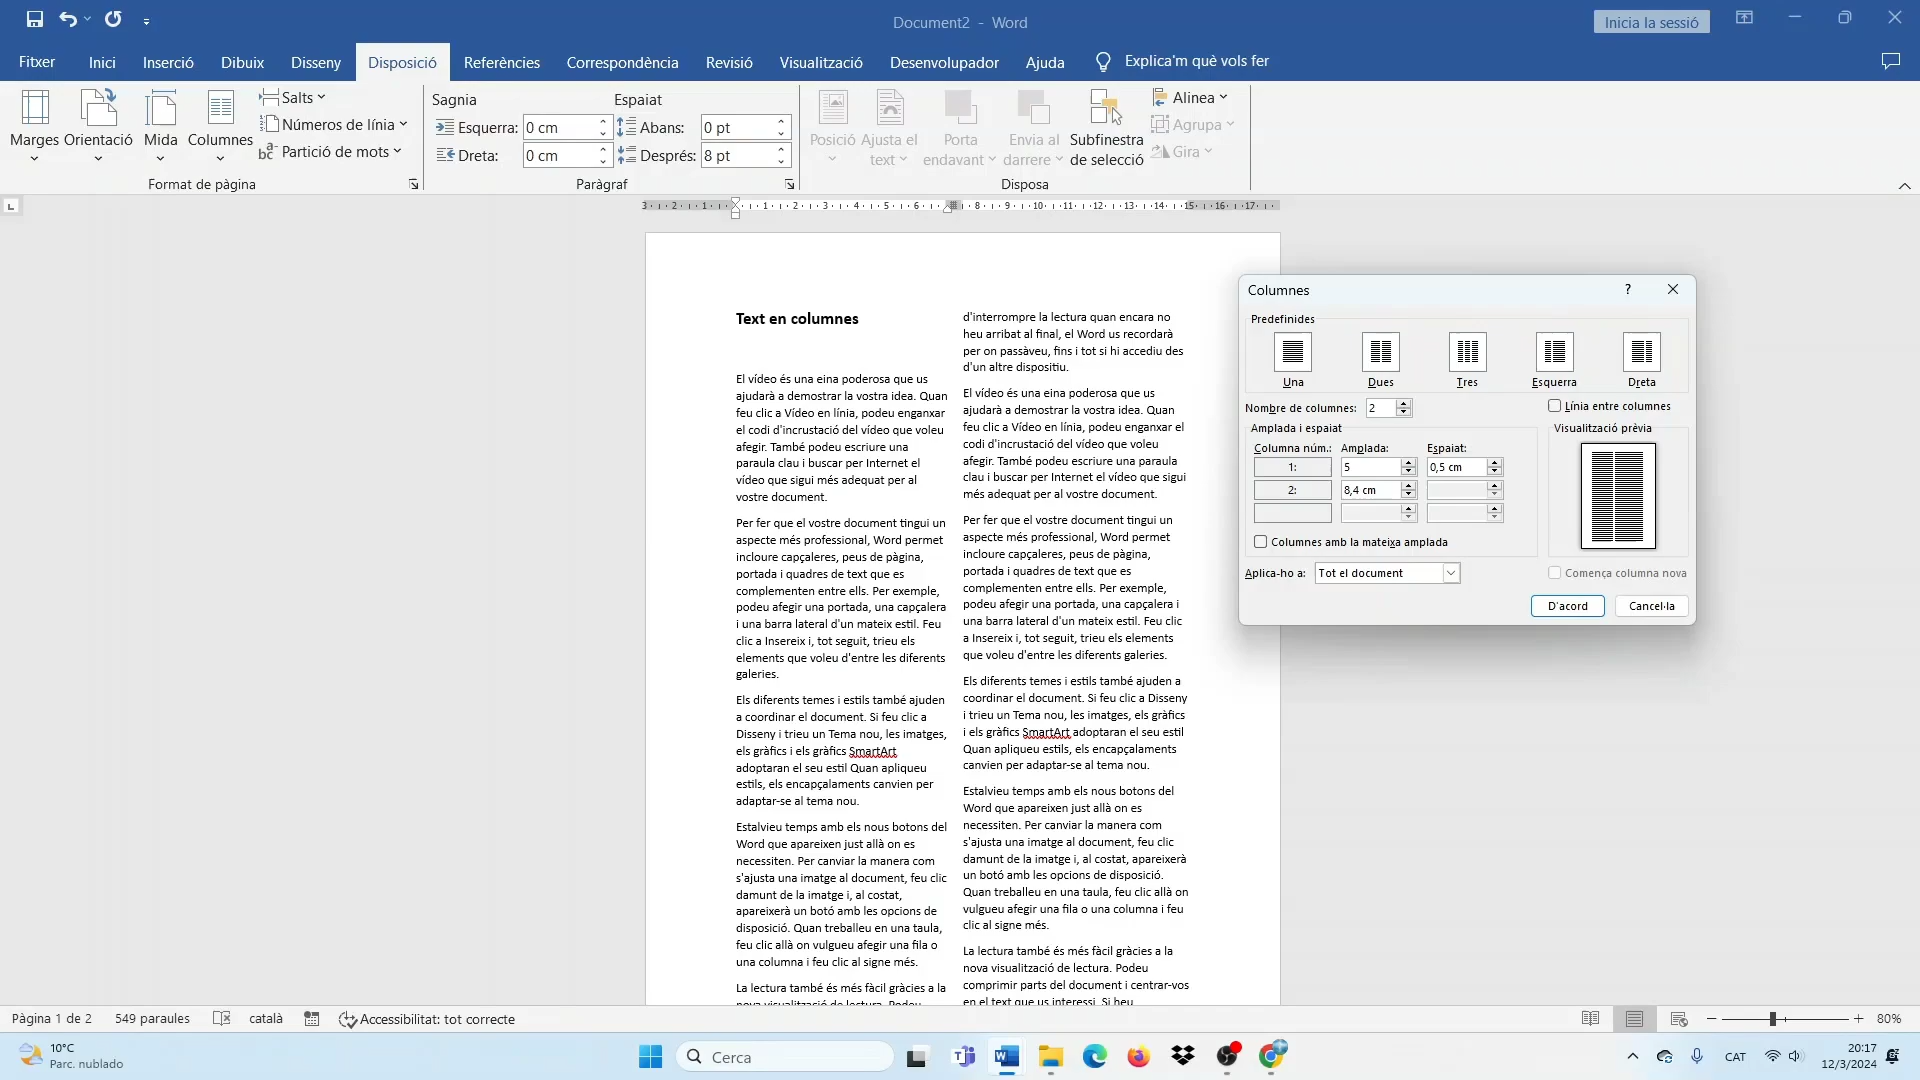 Document2 - Word
Inicia la sessió
Fitxer
Inici
Inserció
Dibuix
Disseny
Disposició
Referències
Correspondència
Revisió
Visualització
Desenvolupador
Ajuda
Explica'm què vols fer
Marges
Orientació
Mida
Columnes
Salts
Números de línia
Partició de mots
Format de pàgina
Sagnia
Esquerra: 0 cm
Dreta: 0 cm
Espaiat
Abans: 0 pt
Després: 8 pt
Paràgraf
Posició
Ajusta el
text
Porta
endavant
Envia al
darrere
Subfinestra
de selecció
Alinea
Agrupa
Gira
Disposa
3 2 1 1 2 3 4 5 6 8 9 10 11 12 13 14 15 16 17
Text en columnes
El vídeo és una eina poderosa que us
ajudarà a demostrar la vostra idea. Quan
feu clic a Vídeo en línia, podeu enganxar
el codi d'incrustació del vídeo que voleu
afegir. També podeu escriure una
paraula clau i buscar per Internet el
vídeo que sigui més adequat per al
vostre document.
Per fer que el vostre document tingui un
aspecte més professional, Word permet
incloure capçaleres, peus de pàgina,
portada i quadres de text que es
complementen entre ells. Per exemple,
podeu afegir una portada, una capçalera
i una barra lateral d'un mateix estil. Feu
clic a Insereix i, tot seguit, trieu els
elements que voleu d'entre les diferents
galeries.
Els diferents temes i estils també ajuden
a coordinar el document. Si feu clic a
Disseny i trieu un Tema nou, les imatges,
els gràfics i els gràfics SmartArt
adoptaran el seu estil Quan apliqueu
estils, els encapçalaments canvien per
adaptar-se al tema nou.
Estalvieu temps amb els nous botons del
Word que apareixen just allà on es
necessiten. Per canviar la manera com
s'ajusta una imatge al document, feu clic
damunt de la imatge i, al costat,
apareixerà un botó amb les opcions de
disposició. Quan treballeu en una taula,
feu clic allà on vulgueu afegir una fila o
una columna i feu clic al signe més.
La lectura també és més fàcil gràcies a la
nova visualització de lectura. Podeu
d'interrompre la lectura quan encara no
heu arribat al final, el Word us recordarà
per on passàveu, fins i tot si hi accediu des
d'un altre dispositiu.
El vídeo és una eina poderosa que us
ajudarà a demostrar la vostra idea. Quan
feu clic a Vídeo en línia, podeu enganxar el
codi d'incrustació del vídeo que voleu
afegir. També podeu escriure una paraula
clau i buscar per Internet el vídeo que sigui
més adequat per al vostre document.
Per fer que el vostre document tingui un
aspecte més professional, Word permet
incloure capçaleres, peus de pàgina,
portada i quadres de text que es
complementen entre ells. Per exemple,
podeu afegir una portada, una capçalera i
una barra lateral d'un mateix estil. Feu clic
a Insereix i, tot seguit, trieu els elements
que voleu d'entre les diferents galeries.
Els diferents temes i estils també ajuden a
coordinar el document. Si feu clic a Disseny
i trieu un Tema nou, les imatges, els gràfics
i els gràfics SmartArt adoptaran el seu estil
Quan apliqueu estils, els encapçalaments
canvien per adaptar-se al tema nou.
Estalvieu temps amb els nous botons del
Word que apareixen just allà on es
necessiten. Per canviar la manera com
s'ajusta una imatge al document, feu clic
damunt de la imatge i, al costat, apareixerà
un botó amb les opcions de disposició.
Quan treballeu en una taula, feu clic allà on
vulgueu afegir una fila o una columna i feu
clic al signe més.
La lectura també és més fàcil gràcies a la
nova visualització de lectura. Podeu
comprimir parts del document i centrar-vos
en el text que us interessi. Si heu
Columnes
Predefinides
Una
Dues
Tres
Esquerra
Dreta
Nombre de columnes: 2
Línia entre columnes
Amplada i espaiat
Visualització prèvia
Columna núm.: Amplada: Espaiat:
1: 5 0,5 cm
2: 8,4 cm
Columnes amb la mateixa amplada
Aplica-ho a: Tot el document
Comença columna nova
D'acord
Cancel·la
Pàgina 1 de 2
549 paraules
català
Accessibilitat: tot correcte
80%
10°C
Parc. nublado
Cerca
CAT
20:17
12/3/2024